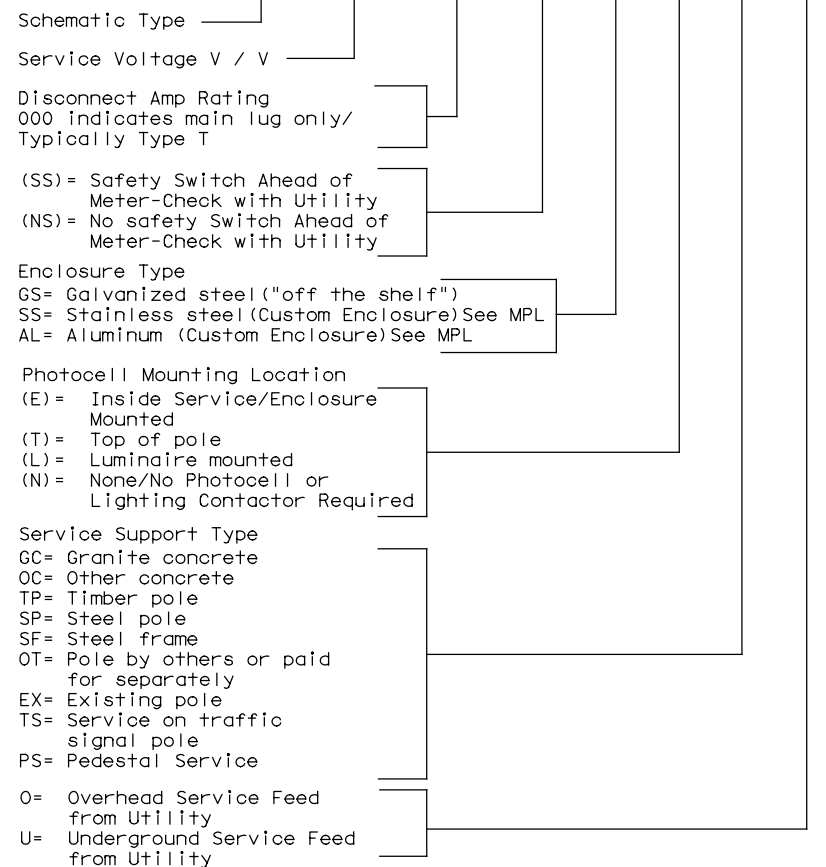 Schematic Type
Service Voltage V / V
Disconnect Amp Rating
000 indicates main lug only/
Typically Type T
(SS)= Safety Switch Ahead of
Meter-Check with Utility
(NS)= No safety Switch Ahead of
Meter-Check with Utility
Enclosure Type
GS= Galvanized steel("off the shelf")
SS= Stainless steel(Custom Enclosure)See MPL
AL= Aluminum (Custom Enclosure)See MPL
Photocell Mounting Location
(E)= Inside Service/Enclosure
Mounted
(T)= Top of pole
(L)= Luminaire mounted
(N)= None/No Photocell or
Lighting Contactor Required
Service Support Type
GC= Granite concrete
OC= Other concrete
TP= Timber pole
SP= Steel pole
SF= Steel frame
OT= Pole by others or paid
for separately
EX= Existing pole
TS= Service on traffic
signal pole
PS= Pedestal Service
O= Overhead Service Feed
from Utility
U= Underground Service Feed
from Utility